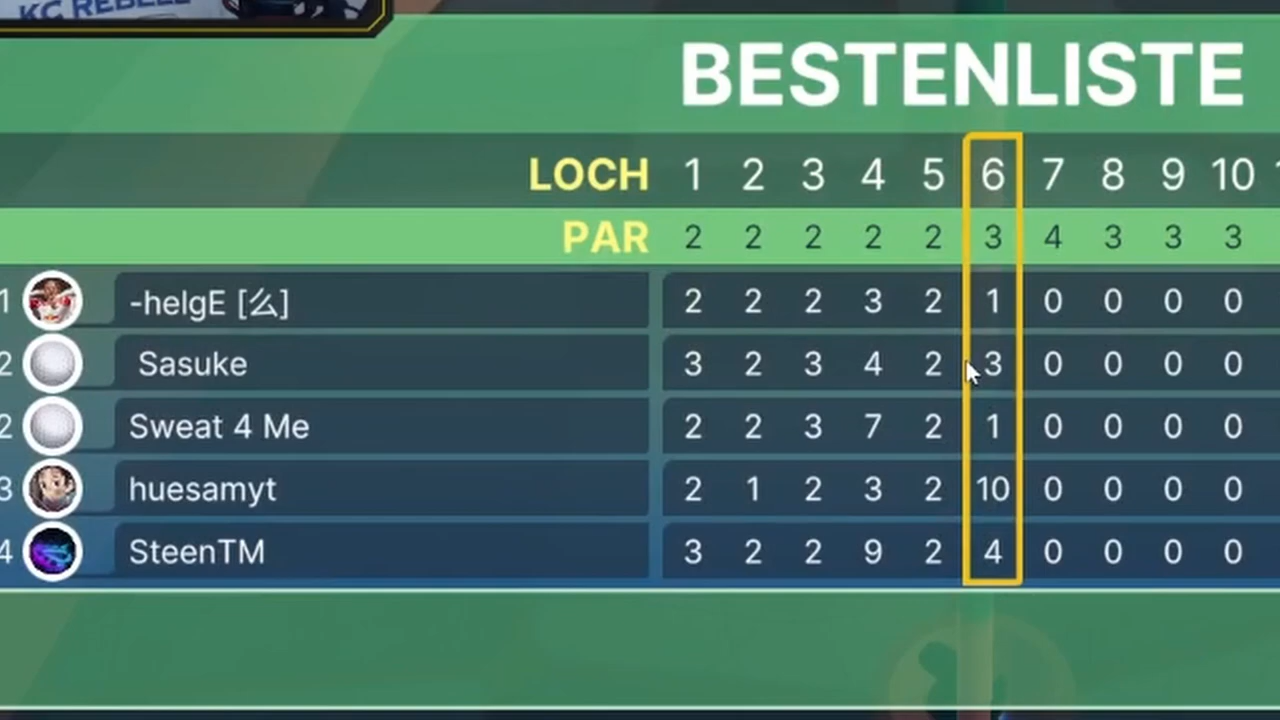 KC REBELL
BESTENLISTE
LOCH 1 2 3 4 5 6 7 8 9 10
PAR 2 2 2 2 2 3 4 3 3 3
1 -helgE [么] 2 2 2 3 2 1 0 0 0 0
2 Sasuke 3 2 3 4 2 3 0 0 0 0
2 Sweat 4 Me 2 2 3 7 2 1 0 0 0 0
3 huesamyt 2 1 2 3 2 10 0 0 0 0
4 SteenTM 3 2 2 9 2 4 0 0 0 0